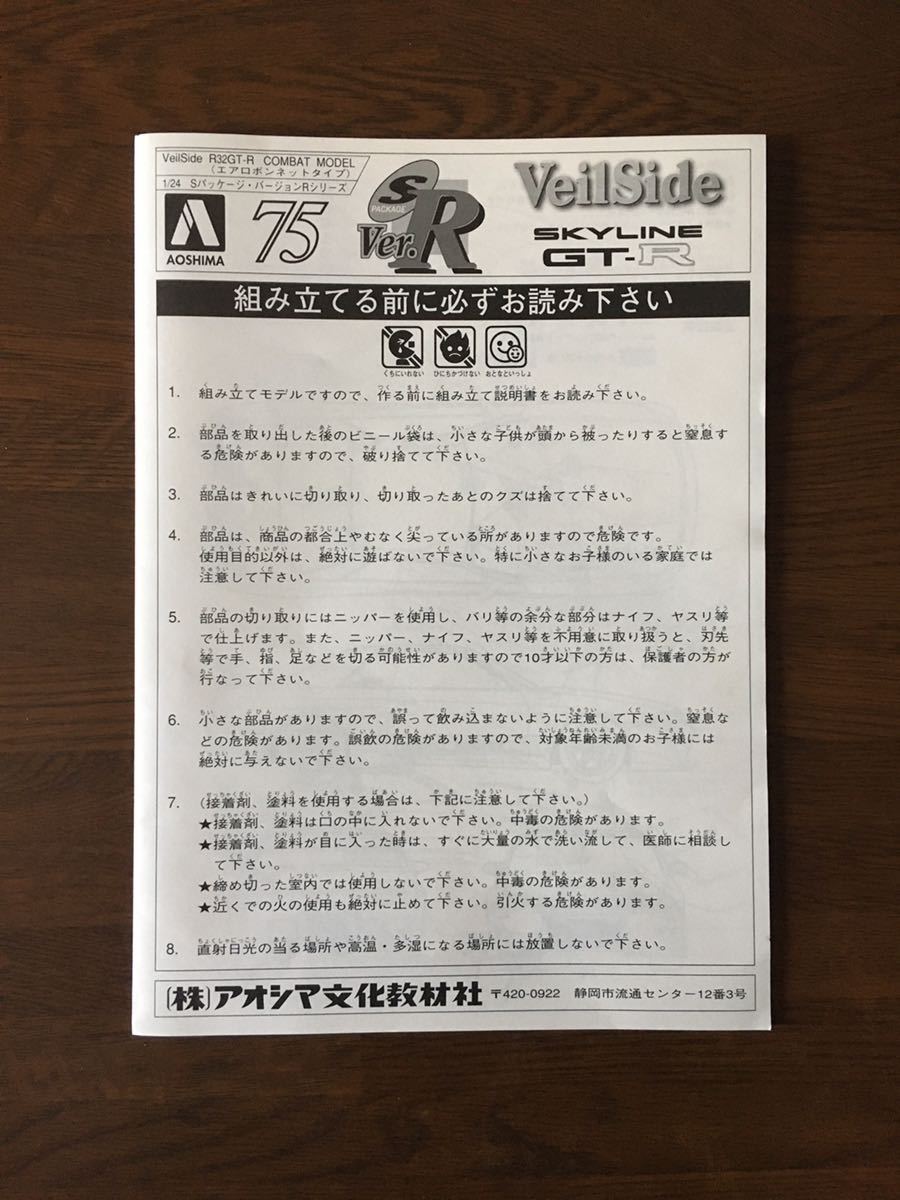 VeilSide R32GT-R COMBAT MODEL
(エアロボンネットタイプ)
1/24 Sパッケージ・バージョンRシリーズ
AOSHIMA
75
S
PACKAGE
Ver.R
VeilSide
SKYLINE
GT-R
組み立てる前に必ずお読み下さい
くちにいれない ひにちかづけない おとなといっしょ
1. 組み立てモデルですので、作る前に組み立て説明書をお読み下さい。
2. 部品を取り出した後のビニール袋は、小さな子供が頭から被ったりすると窒息す
る危険がありますので、破り捨てて下さい。
3. 部品はきれいに切り取り、切り取ったあとのクズは捨てて下さい。
4. 部品は、商品の都合上やむなく尖っている所がありますので危険です。
使用目的以外は、絶対に遊ばないで下さい。特に小さなお子様のいる家庭では
注意して下さい。
5. 部品の切り取りにはニッパーを使用し、バリ等の余分な部分はナイフ、ヤスリ等
で仕上げます。また、ニッパー、ナイフ、ヤスリ等を不用意に取り扱うと、刃先
等で手、指、足などを切る可能性がありますので10才以下の方は、保護者の方が
行なって下さい。
6. 小さな部品がありますので、誤って飲み込まないように注意して下さい。窒息な
どの危険があります。誤飲の危険がありますので、対象年齢未満のお子様には
絶対に与えないで下さい。
7. (接着剤、塗料を使用する場合は、下記に注意して下さい。)
★接着剤、塗料は口の中に入れないで下さい。中毒の危険があります。
★接着剤、塗料が目に入った時は、すぐに大量の水で洗い流して、医師に相談し
て下さい。
★締め切った室内では使用しないで下さい。中毒の危険があります。
★近くでの火の使用も絶対に止めて下さい。引火する危険があります。
8. 直射日光の当る場所や高温・多湿になる場所には放置しないで下さい。
(株)アオシマ文化教材社 〒420-0922 静岡市流通センター12番3号